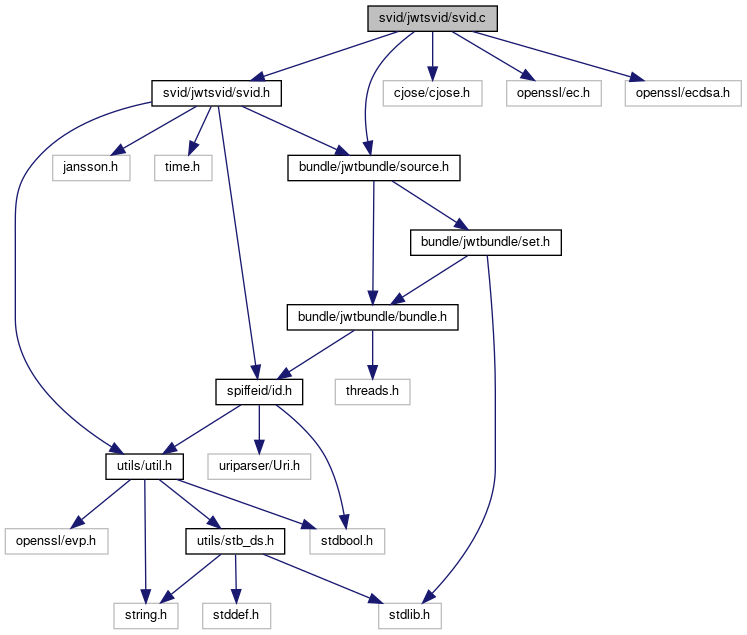 svid/jwtsvid/svid.c
svid/jwtsvid/svid.h
cjose/cjose.h
openssl/ec.h
openssl/ecdsa.h
jansson.h
time.h
bundle/jwtbundle/source.h
bundle/jwtbundle/set.h
bundle/jwtbundle/bundle.h
spiffeid/id.h
threads.h
utils/util.h
uriparser/Uri.h
openssl/evp.h
utils/stb_ds.h
stdbool.h
string.h
stddef.h
stdlib.h